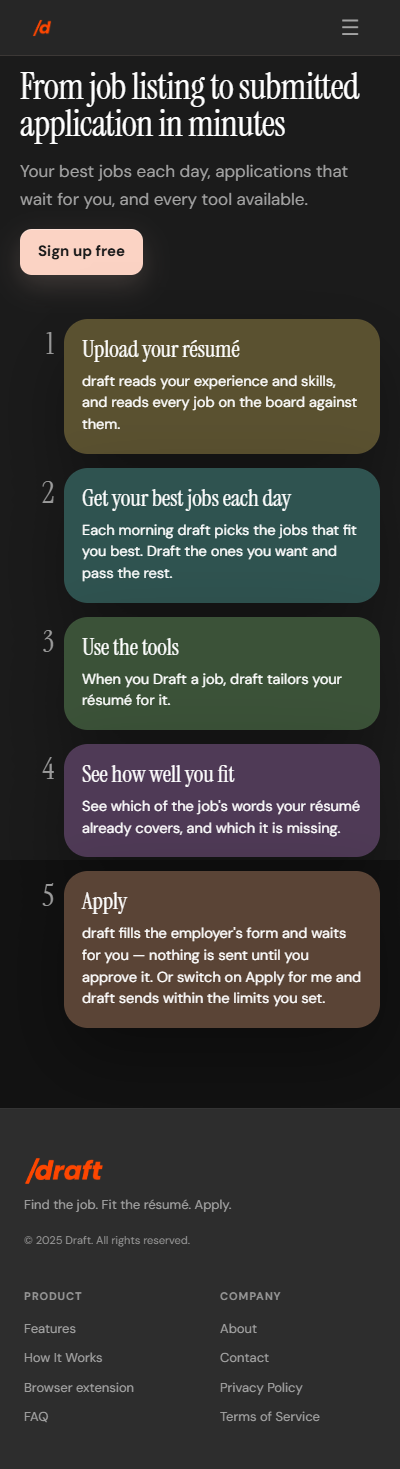 /d
☰
From job listing to submitted
application in minutes
Your best jobs each day, applications that
wait for you, and every tool available.
Sign up free
1
Upload your résumé
draft reads your experience and skills,
and reads every job on the board against
them.
2
Get your best jobs each day
Each morning draft picks the jobs that fit
you best. Draft the ones you want and
pass the rest.
3
Use the tools
When you Draft a job, draft tailors your
résumé for it.
4
See how well you fit
See which of the job's words your résumé
already covers, and which it is missing.
5
Apply
draft fills the employer's form and waits
for you — nothing is sent until you
approve it. Or switch on Apply for me and
draft sends within the limits you set.
/draft
Find the job. Fit the résumé. Apply.
© 2025 Draft. All rights reserved.
PRODUCT
Features
How It Works
Browser extension
FAQ
COMPANY
About
Contact
Privacy Policy
Terms of Service